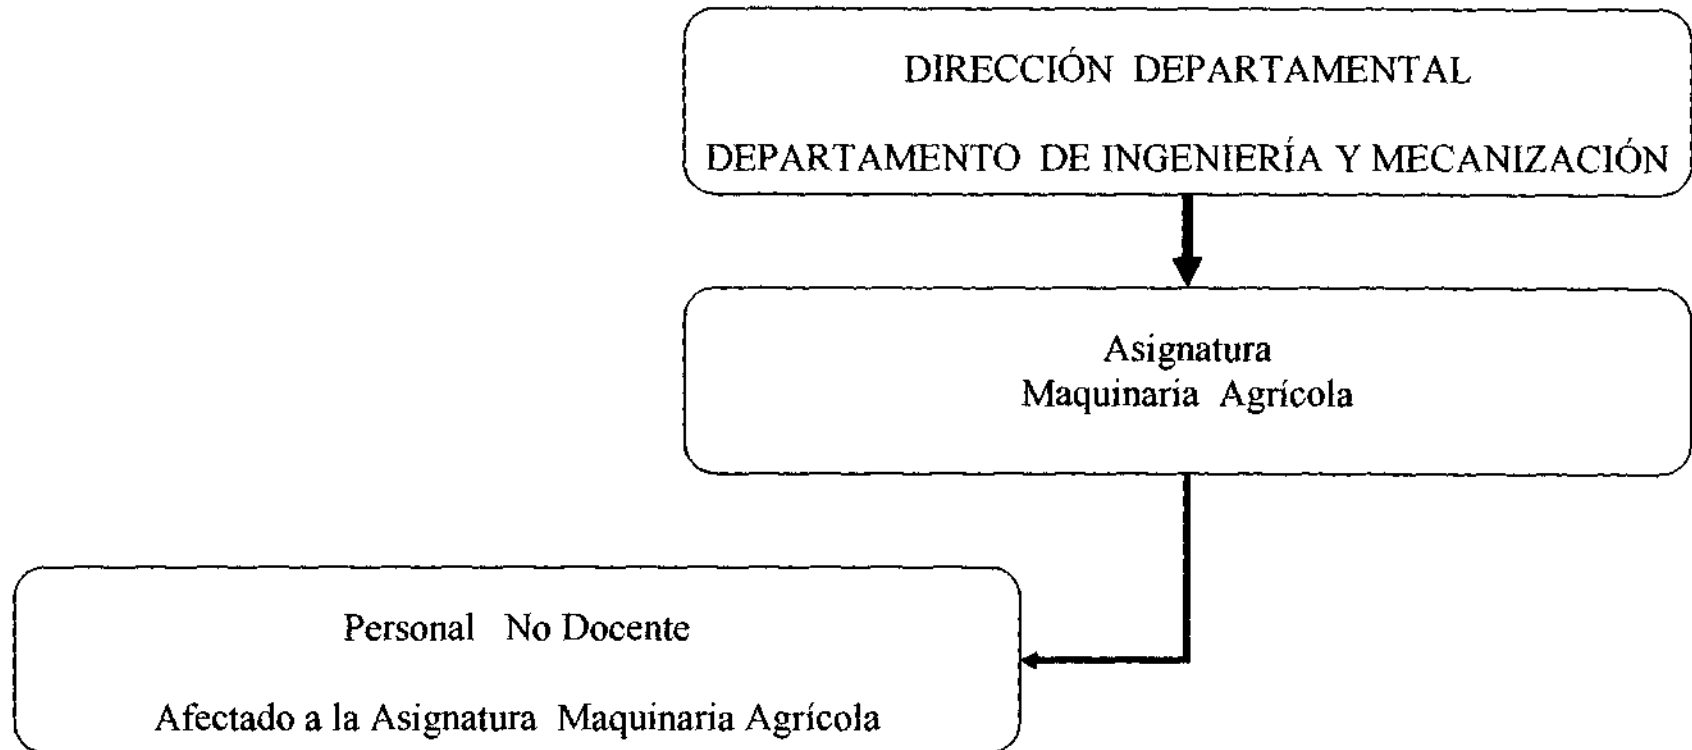 DIRECCIÓN DEPARTAMENTAL
DEPARTAMENTO DE INGENIERÍA Y MECANIZACIÓN
Asignatura
Maquinaria Agrícola
Personal No Docente
Afectado a la Asignatura Maquinaria Agrícola